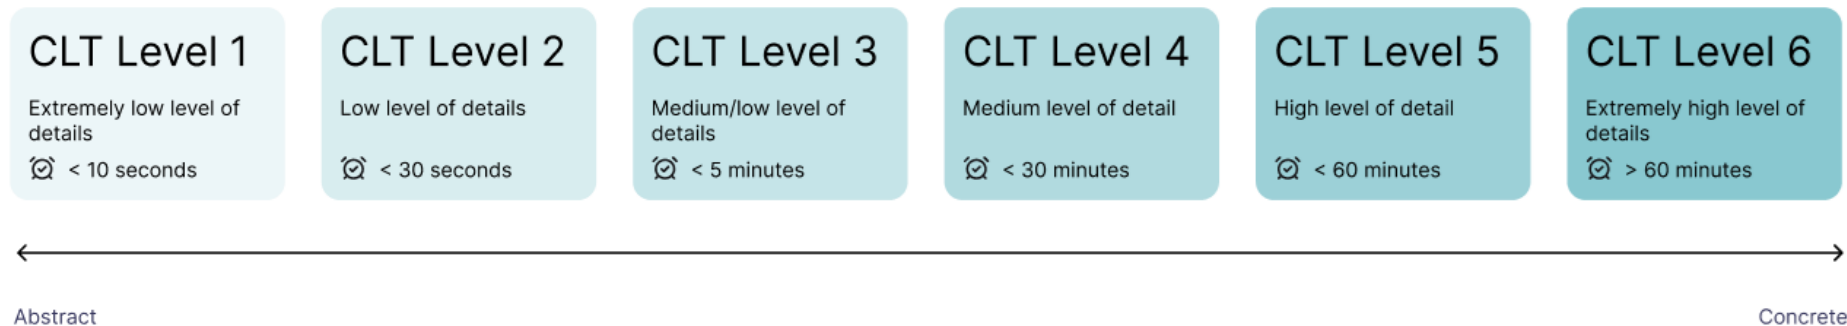 CLT Level 1
Extremely low level of
details
< 10 seconds
CLT Level 2
Low level of details
< 30 seconds
CLT Level 3
Medium/low level of
details
< 5 minutes
CLT Level 4
Medium level of detail
< 30 minutes
CLT Level 5
High level of detail
< 60 minutes
CLT Level 6
Extremely high level of
details
> 60 minutes
Abstract
Concrete